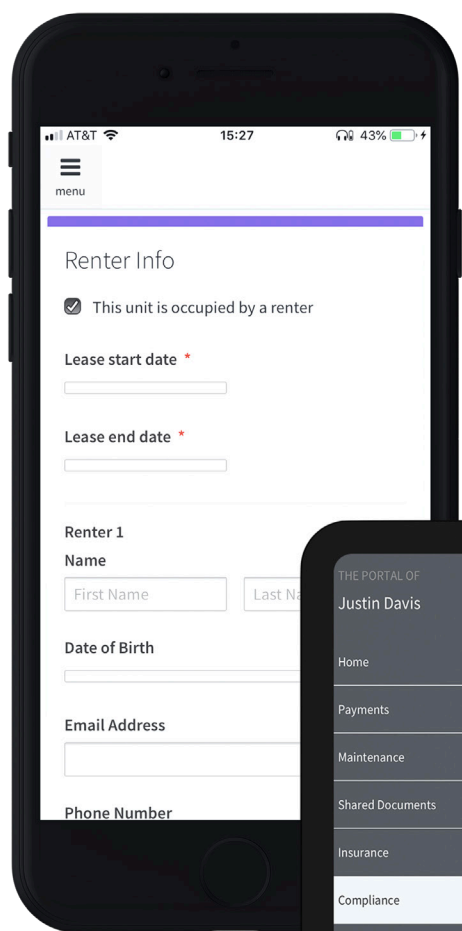 AT&T 15:27 43%
menu
Renter Info
This unit is occupied by a renter
Lease start date *
Lease end date *
Renter 1
Name
First Name Last Na
Date of Birth
Email Address
Phone Number
THE PORTAL OF
Justin Davis
Home
Payments
Maintenance
Shared Documents
Insurance
Compliance